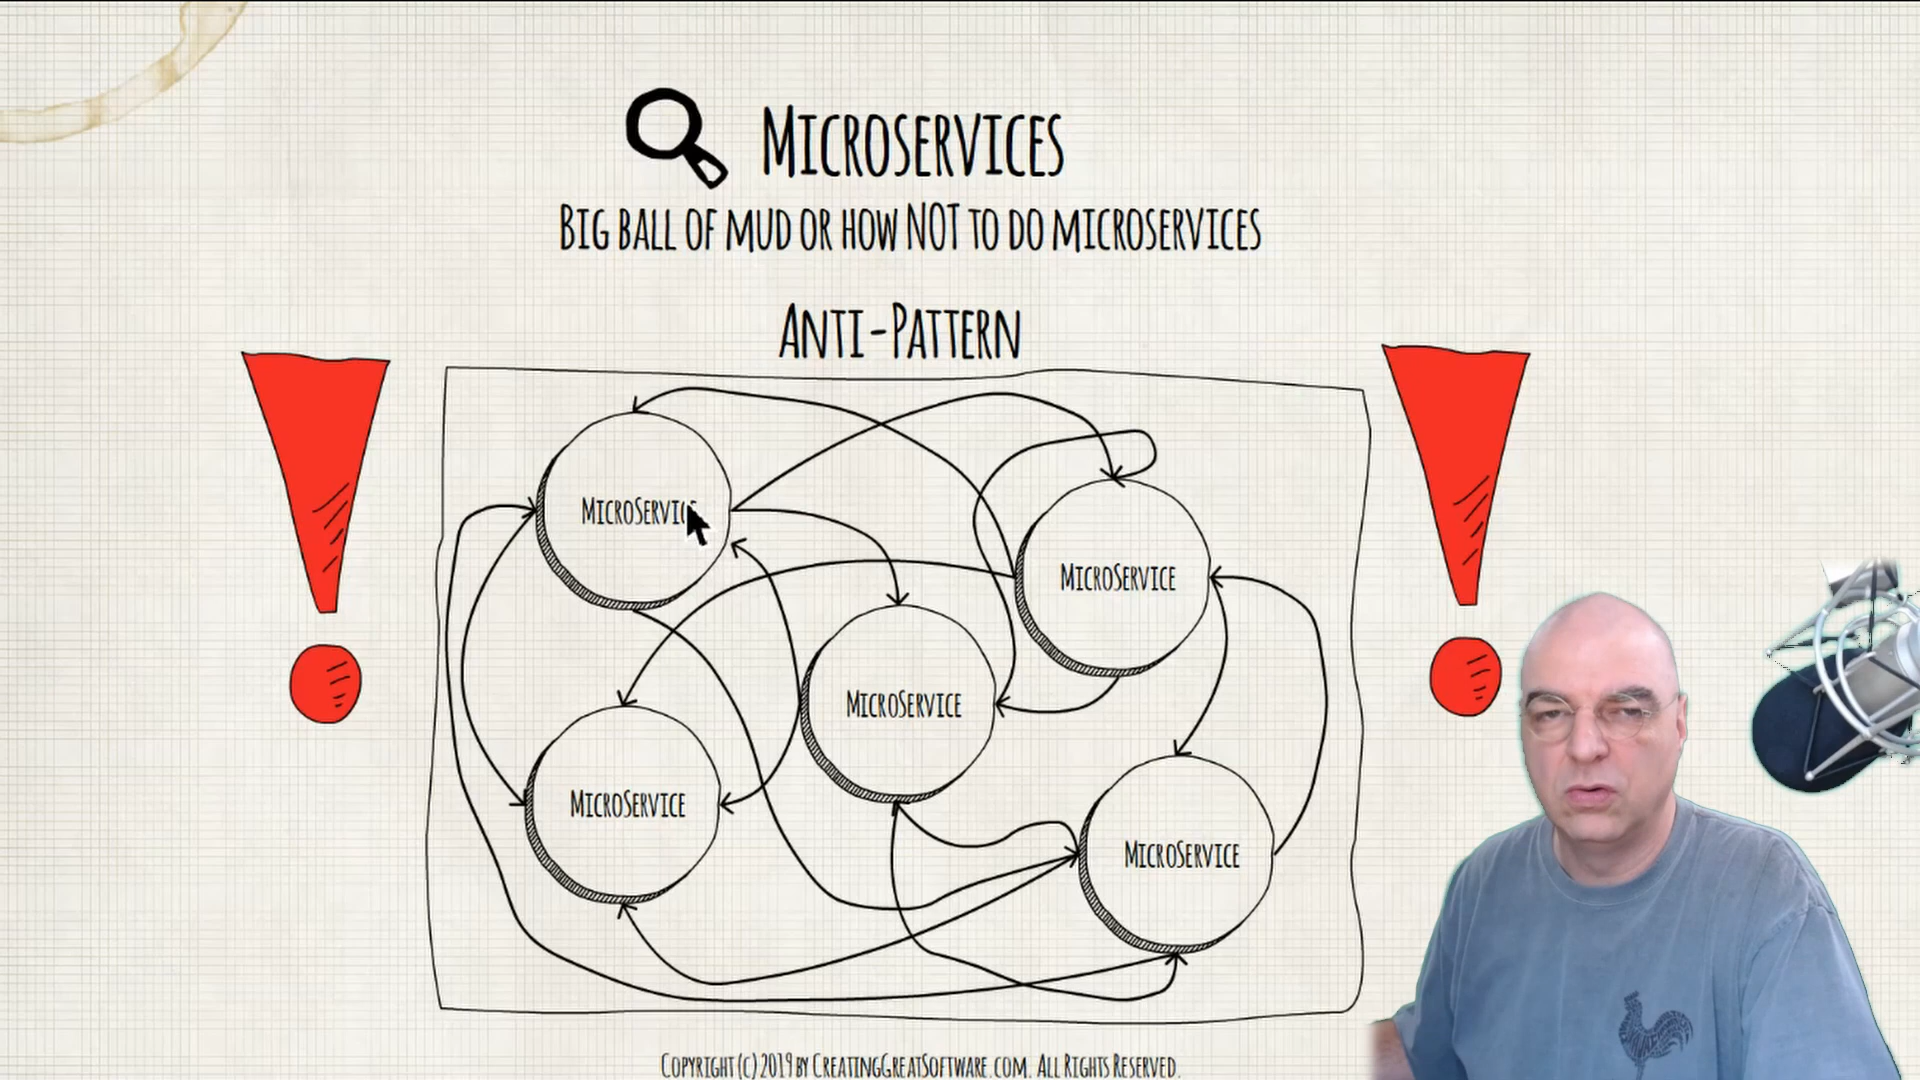 Microservices
Big ball of mud or how NOT to do microservices
Anti-Pattern
MicroService
MicroService
MicroService
MicroService
MicroService
Copyright (c) 2019 by CreatingGreatSoftware.com. All Rights Reserved.